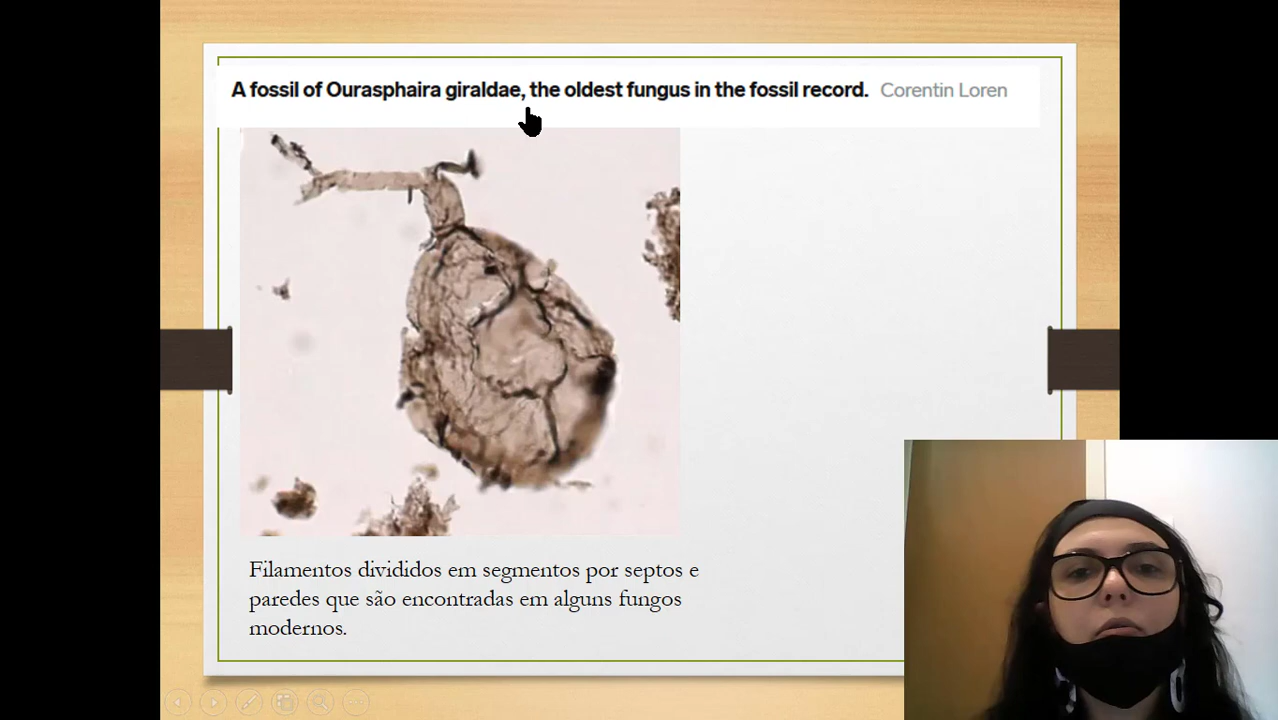 A fossil of Ourasphaira giraldae, the oldest fungus in the fossil record. Corentin Loren
Filamentos divididos em segmentos por septos e
paredes que são encontradas em alguns fungos
modernos.